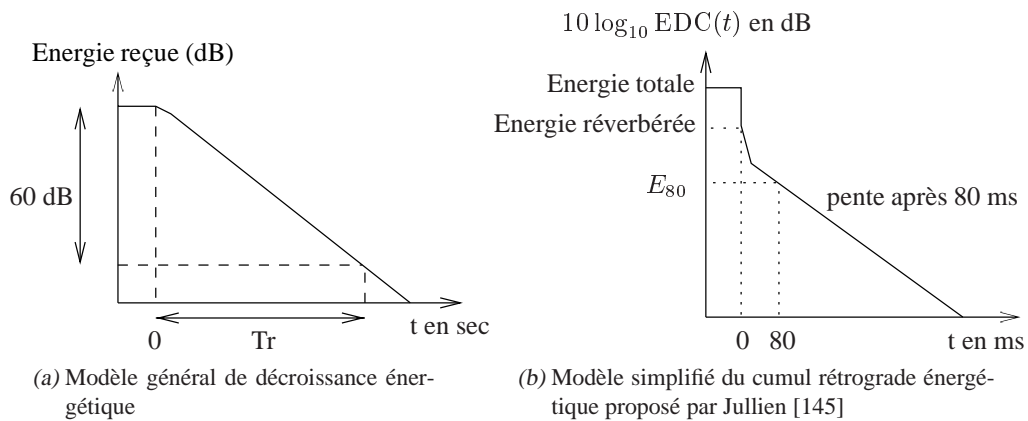 Energie reçue (dB)
60 dB
0
Tr
t en sec
(a) Modèle général de décroissance éner-
gétique
10 log₁₀ EDC(t) en dB
Energie totale
Energie réverbérée
E₈₀
pente après 80 ms
0 80
t en ms
(b) Modèle simplifié du cumul rétrograde énergé-
tique proposé par Jullien [145]